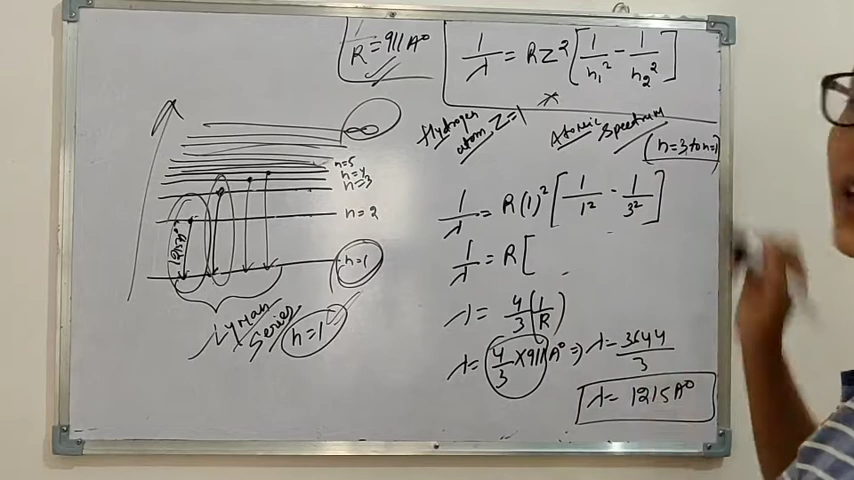 1/R = 911 A°
1/λ = RZ² [1/n₁² - 1/n₂²]
Hydrogen atom Z=1
Atomic Spectrum
(n=3 to n=1)
∞
n=5
n=4
n=3
n=2
n=1
1215 A°
Lyman Series
n=1
1/λ = R(1)² [1/1² - 1/3²]
1/λ = R[
λ = 4/3 (1/R)
λ = 4/3 × 911 A° ⇒ λ = 3644/3
λ = 1215 A°